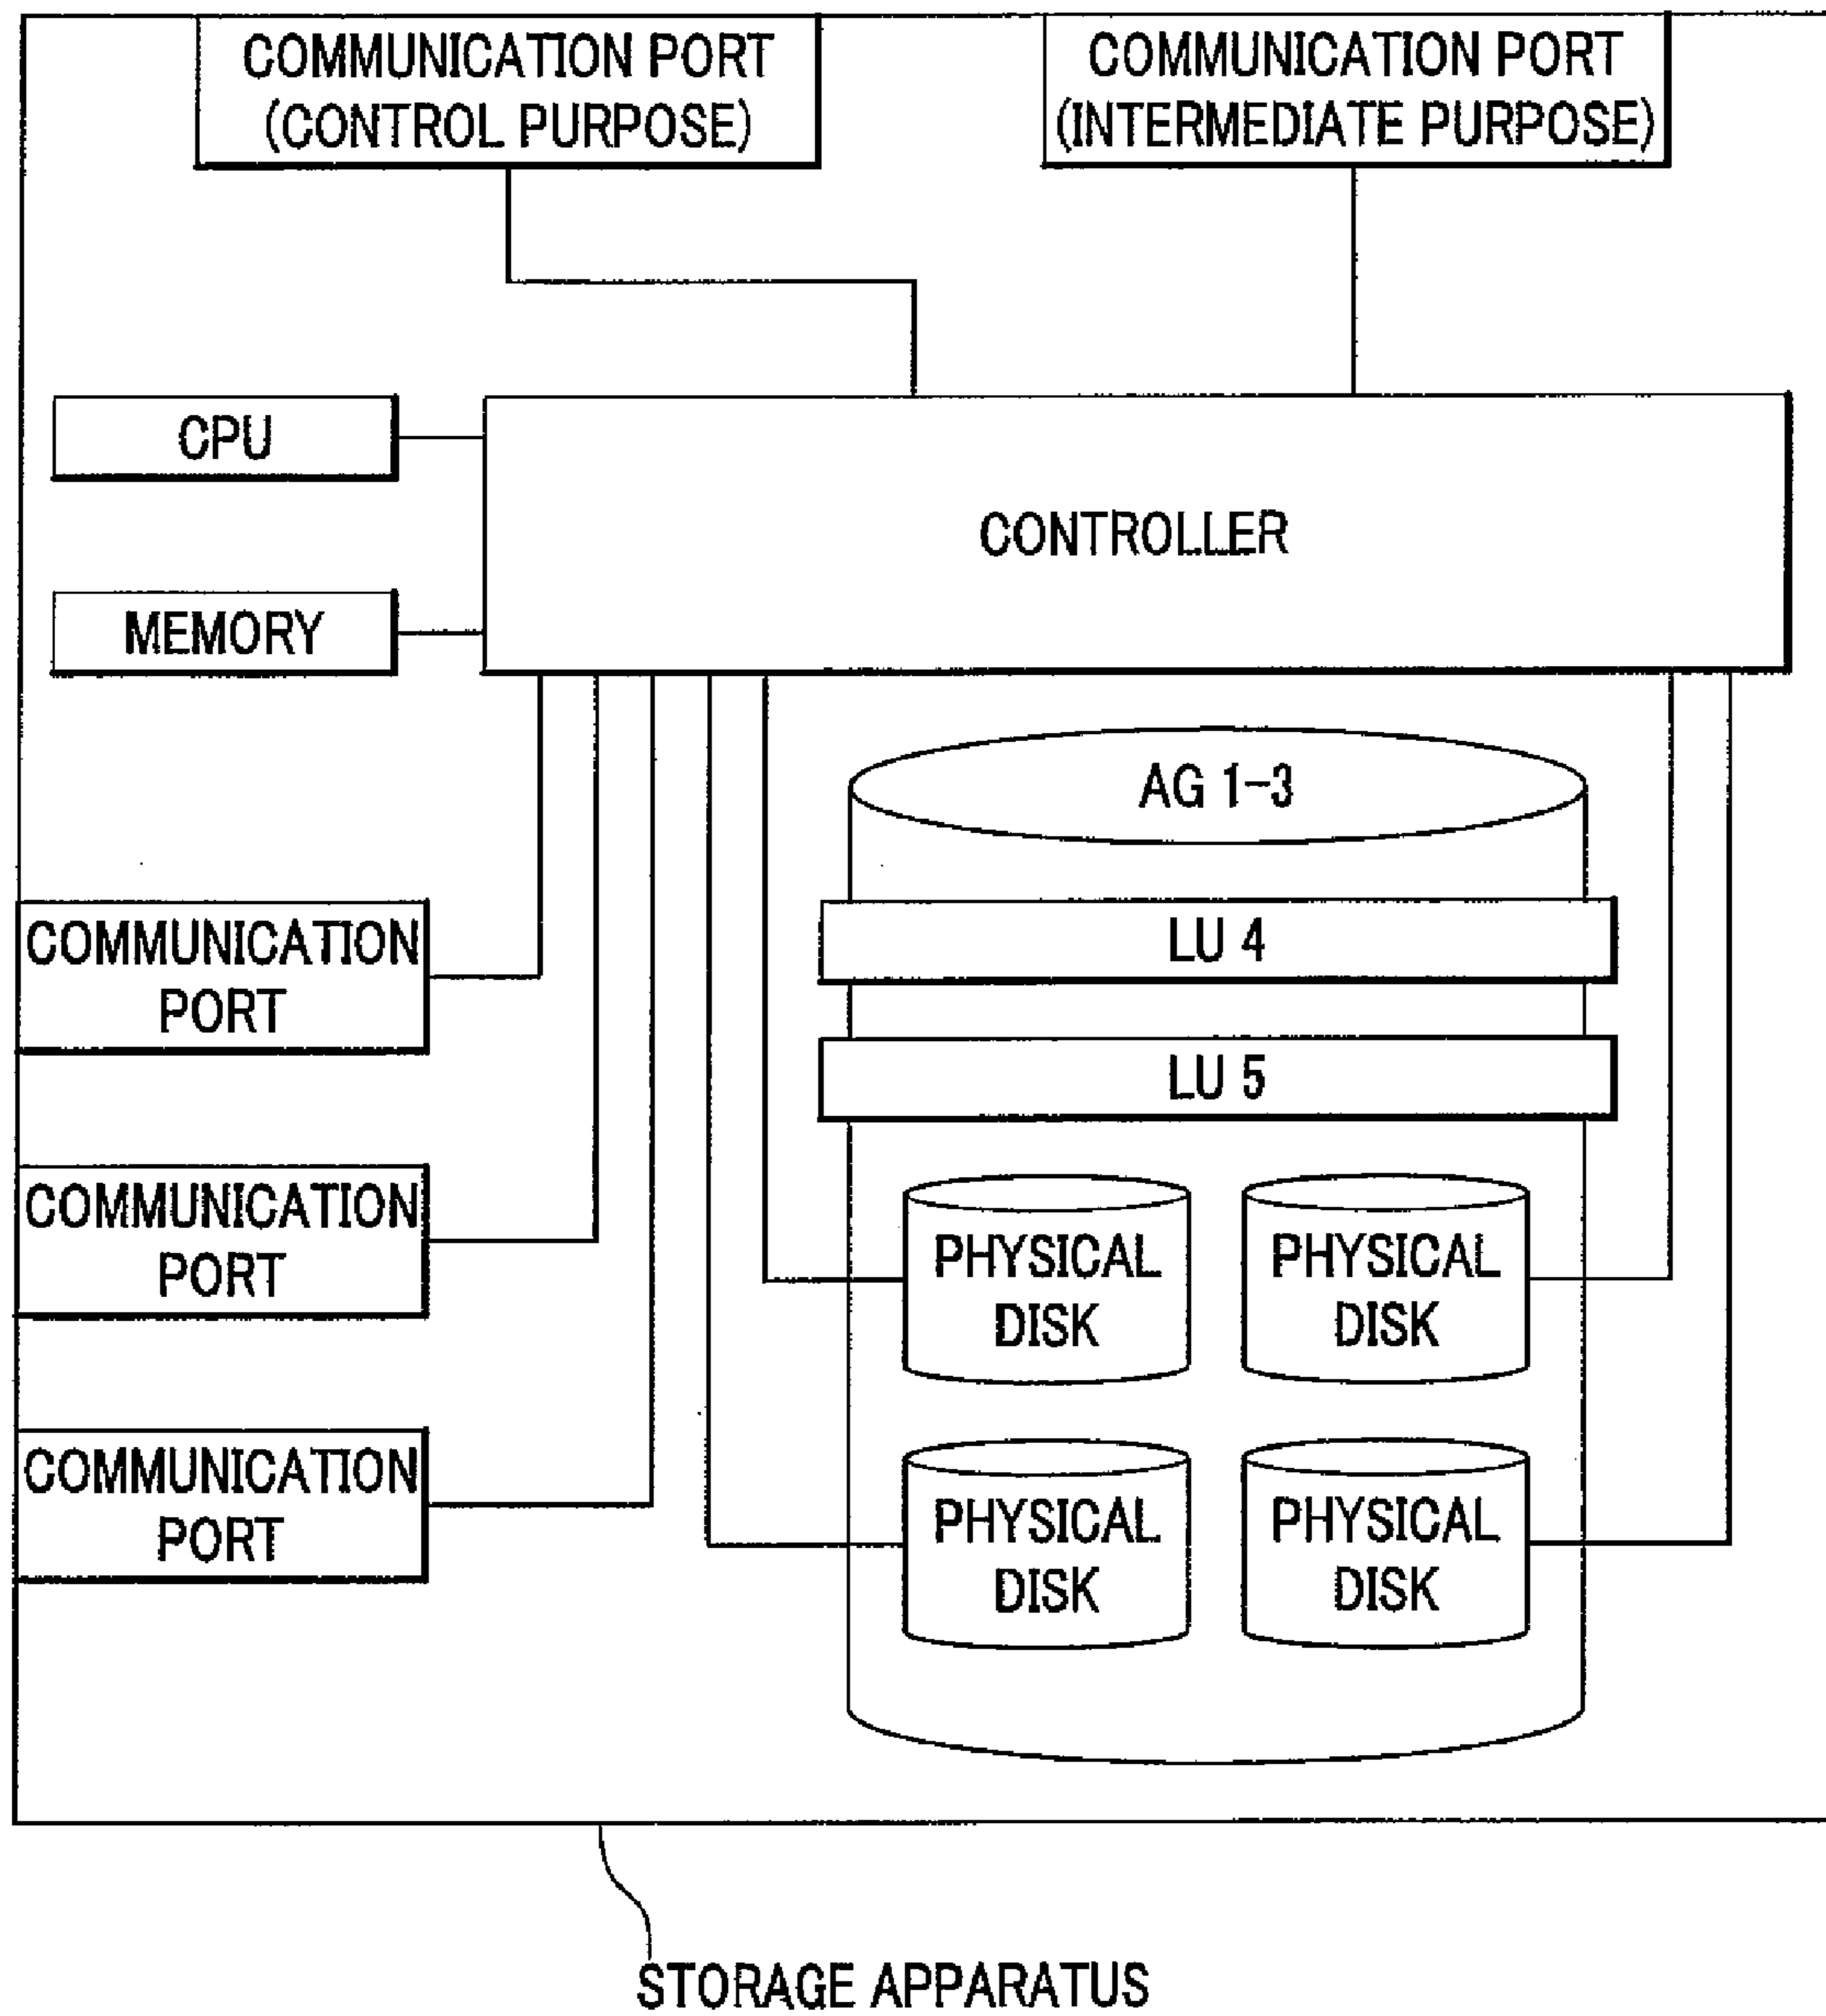 COMMUNICATION PORT
(CONTROL PURPOSE)
COMMUNICATION PORT
(INTERMEDIATE PURPOSE)
CPU
CONTROLLER
MEMORY
AG 1-3
COMMUNICATION
PORT
LU 4
LU 5
COMMUNICATION
PORT
PHYSICAL
DISK
PHYSICAL
DISK
COMMUNICATION
PORT
PHYSICAL
DISK
PHYSICAL
DISK
STORAGE APPARATUS